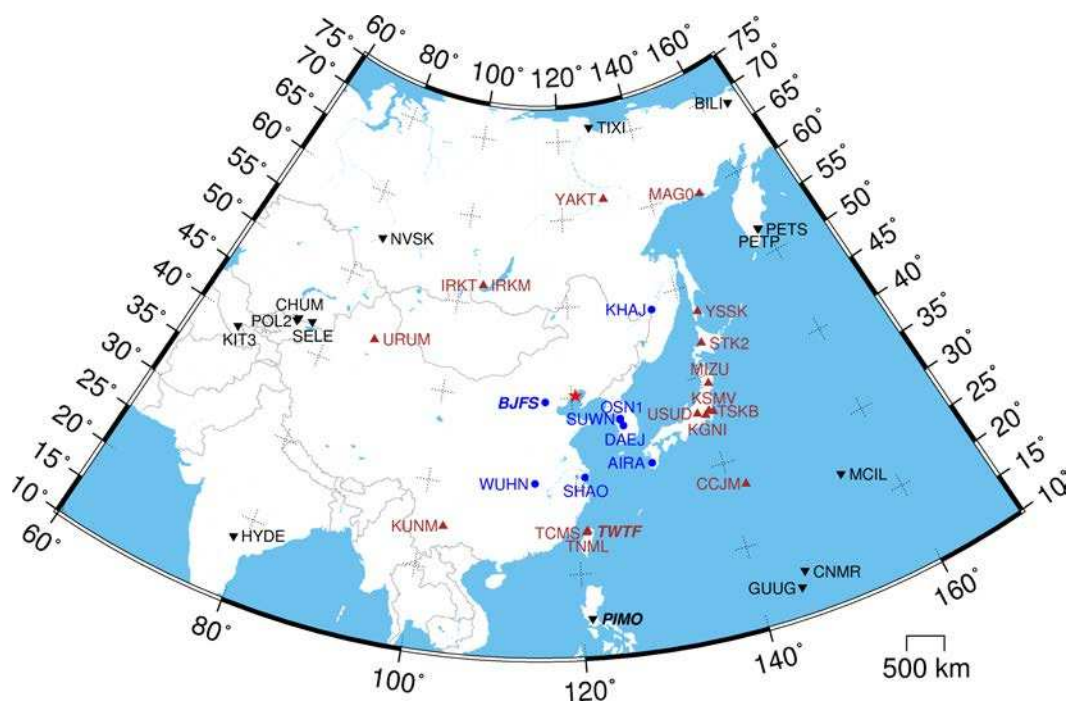 60° 80° 100° 120° 140° 160°
75° 70° 65° 60° 55° 50° 45° 40° 35° 30° 25° 20° 15° 10°
75° 70° 65° 60° 55° 50° 45° 40° 35° 30° 25° 20° 15° 10°
BILI
TIXI
YAKT
MAG0
PETS
PETP
NVSK
IRKT IRKM
CHUM
POL2
SELE
KIT3
URUM
KHAJ
YSSK
STK2
MIZU
BJFS
OSN1
KSMV
SUWN
USUD
TSKB
DAEJ
KGNI
AIRA
WUHN
SHAO
CCJM
MCIL
KUNM
TCMS
TWTF
TNML
HYDE
CNMR
GUUG
PIMO
60° 80° 100° 120° 140° 160°
500 km